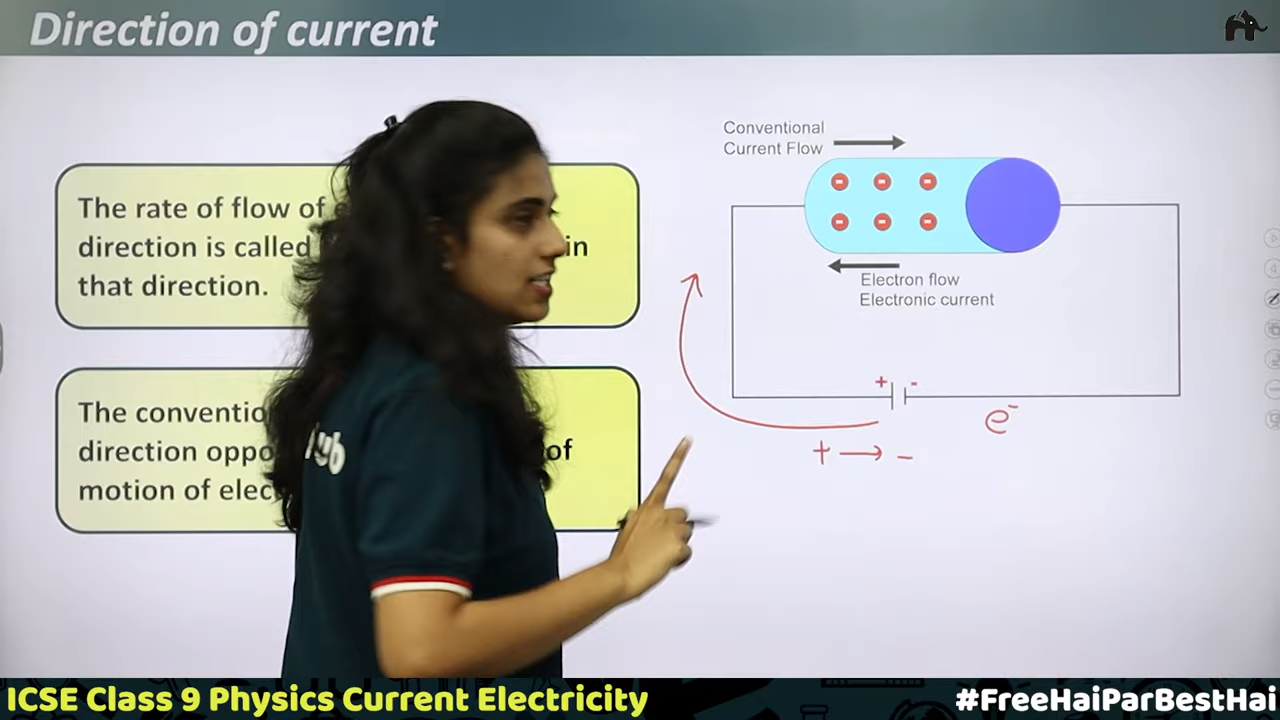 Direction of current
The rate of flow of
direction is called in
that direction.
The conventio
direction oppo of
motion of elec
Conventional
Current Flow
Electron flow
Electronic current
+ -
e-
+ → -
ICSE Class 9 Physics Current Electricity
#FreeHaiParBestHai